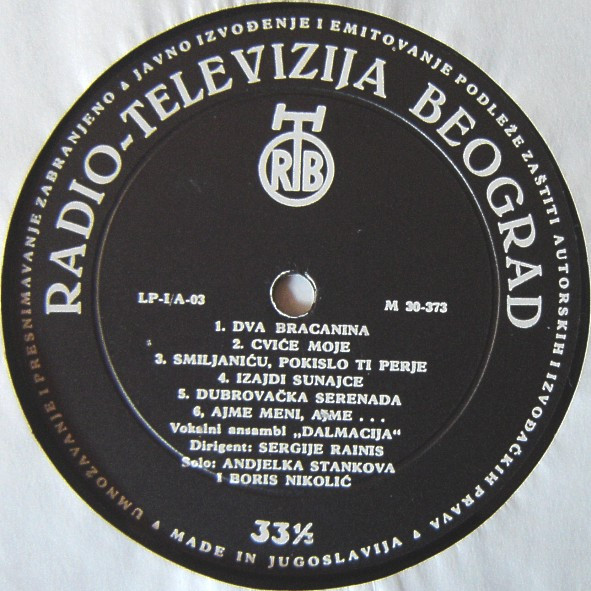 UMNOŽAVANJE I PRESNIMAVANJE ZABRANJENO ▲ JAVNO IZVOĐENJE I EMITOVANJE PODLEŽE ZAŠTITI AUTORSKIH I IZVOĐAČKIH PRAVA ▲
RADIO-TELEVIZIJA BEOGRAD
RTB
LP-I/A-03
M 30-373
1. DVA BRACANINA
2. CVIĆE MOJE
3. SMILJANIĆU, POKISLO TI PERJE
4. IZAJDI SUNAJCE
5. DUBROVAČKA SERENADA
6, AJME MENI, AJME . . .
Vokalni ansambl „DALMACIJA“
Dirigent: SERGIJE RAINIS
Solo: ANDJELKA STANKOVA
I BORIS NIKOLIĆ
33⅓
MADE IN JUGOSLAVIJA ▲